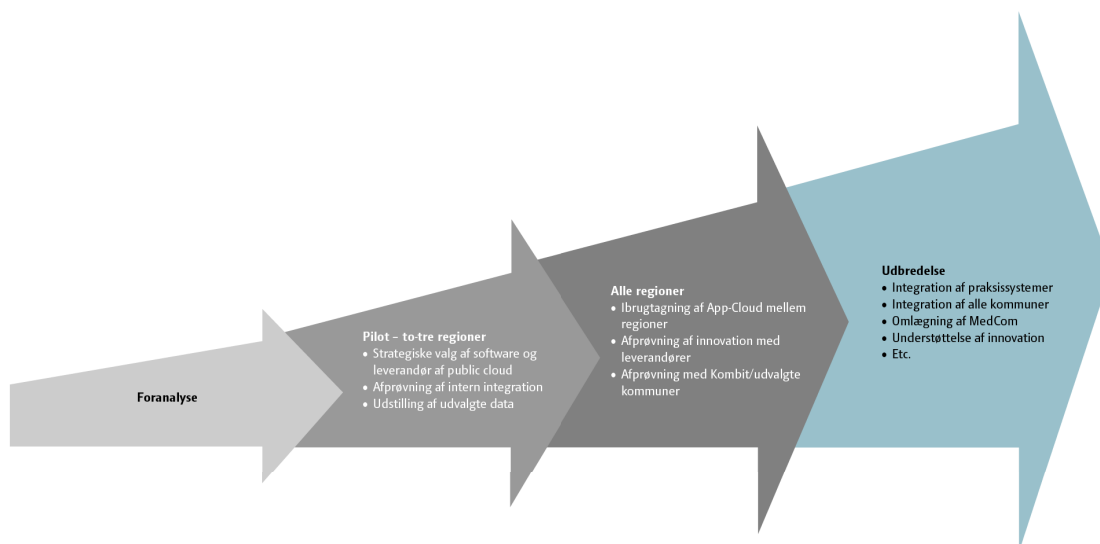 Foranalyse
Pilot – to-tre regioner
• Strategiske valg af software og
leverandør af public cloud
• Afprøvning af intern integration
• Udstilling af udvalgte data
Alle regioner
• Ibrugtagning af App-Cloud mellem
regioner
• Afprøvning af innovation med
leverandører
• Afprøvning med Kombit/udvalgte
kommuner
Udbredelse
• Integration af praksissystemer
• Integration af alle kommuner
• Omlægning af MedCom
• Understøttelse af innovation
• Etc.